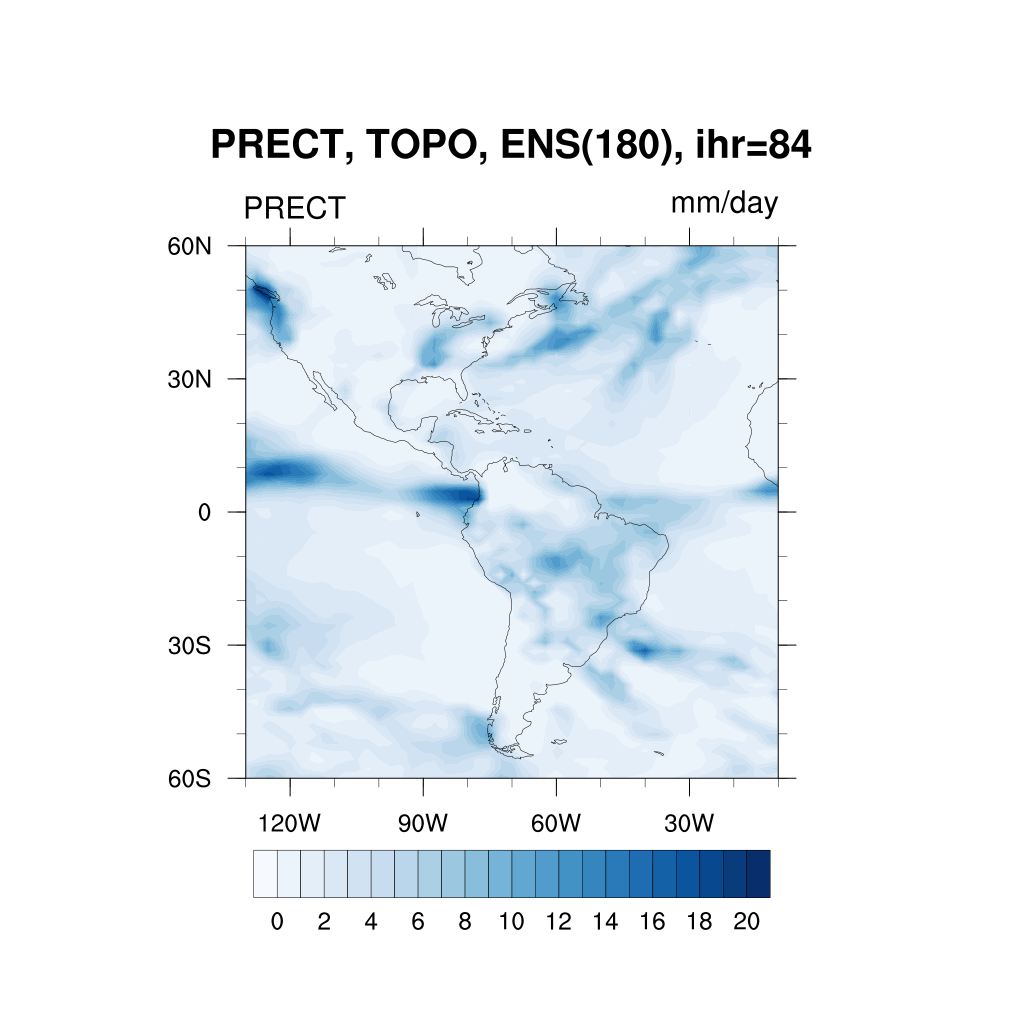 PRECT, TOPO, ENS(180), ihr=84
PRECT mm/day
60N
30N
0
30S
60S
120W 90W 60W 30W
0 2 4 6 8 10 12 14 16 18 20